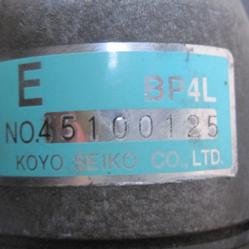 E BP4L
NO.45100125
KOYO SEIKO CO., LTD.